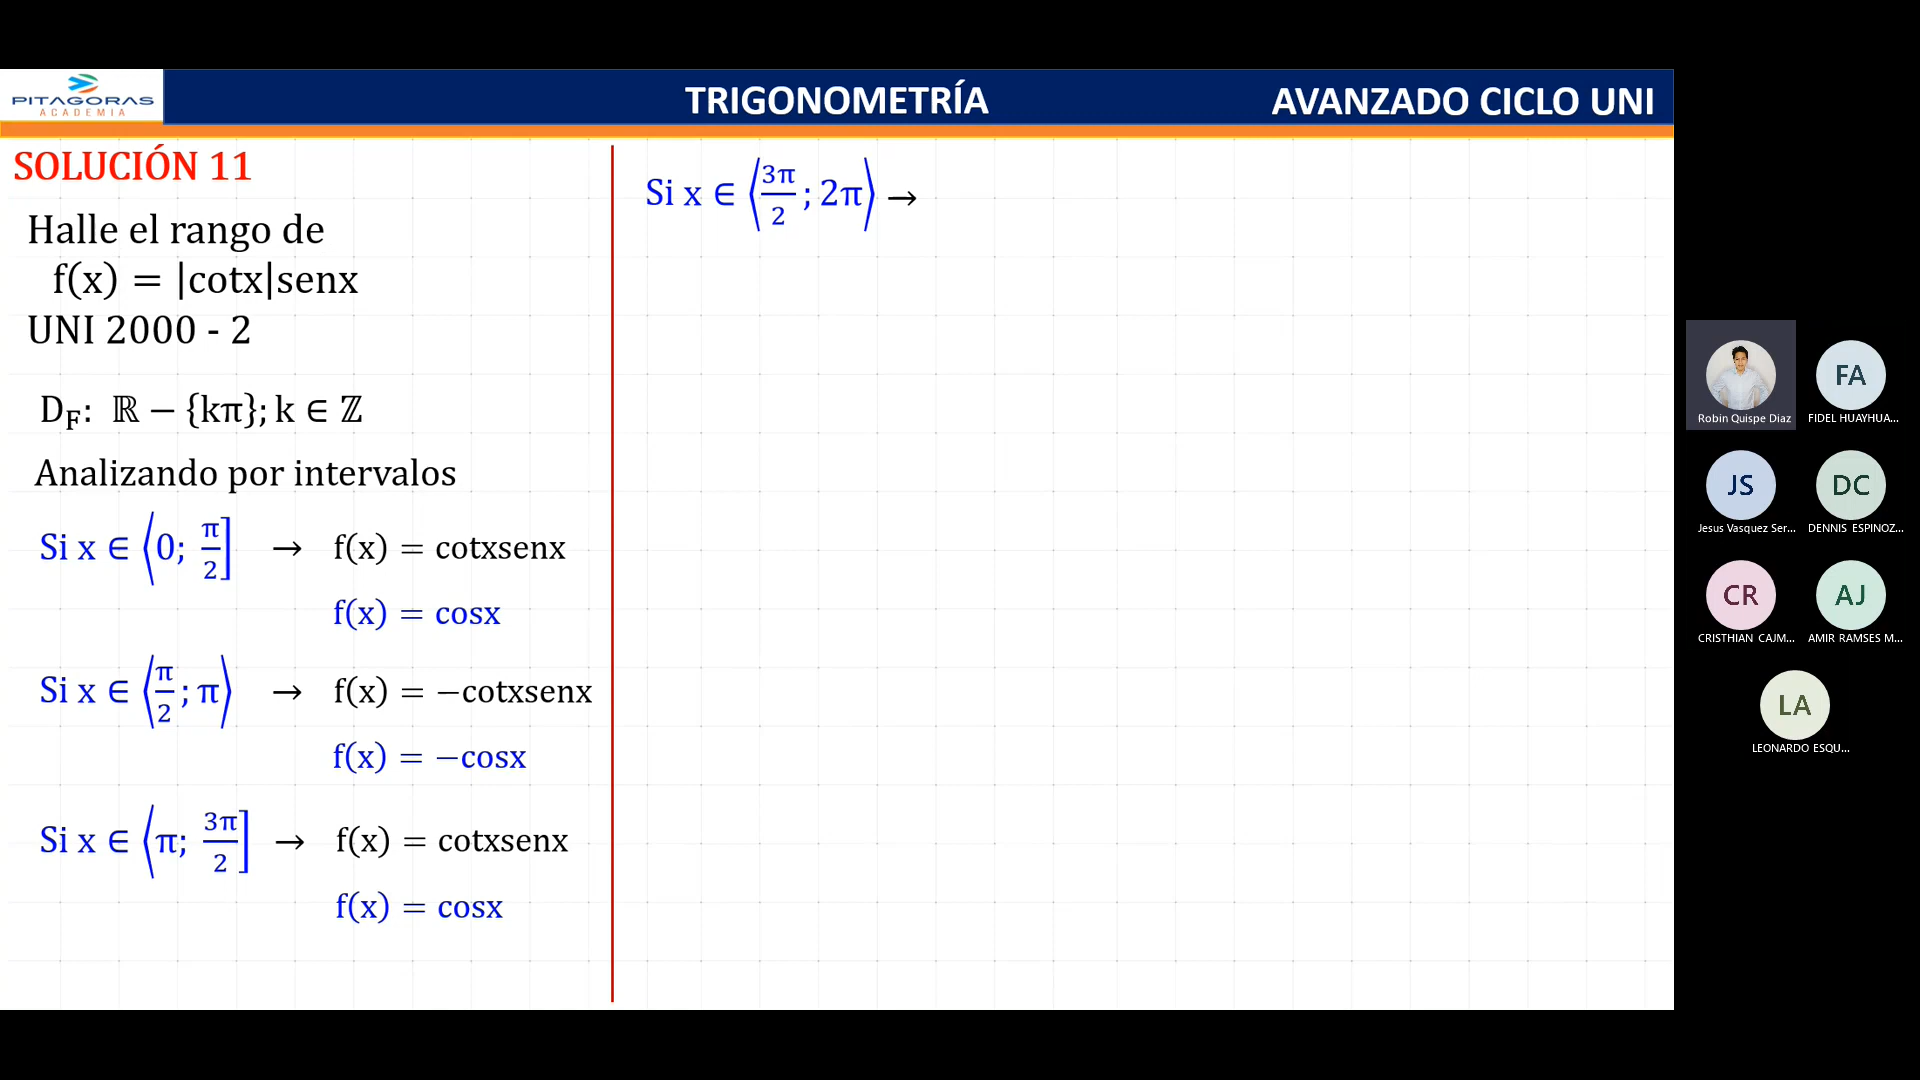 PITAGORAS
ACADEMIA
TRIGONOMETRÍA
AVANZADO CICLO UNI
SOLUCIÓN 11
Halle el rango de
f(x) = |cotx|senx
UNI 2000 - 2
D_F: ℝ − {kπ}; k ∈ ℤ
Analizando por intervalos
Si x ∈ ⟨0; π/2] → f(x) = cotxsenx
f(x) = cosx
Si x ∈ ⟨π/2; π⟩ → f(x) = −cotxsenx
f(x) = −cosx
Si x ∈ ⟨π; 3π/2] → f(x) = cotxsenx
f(x) = cosx
Si x ∈ ⟨3π/2; 2π⟩ →
Robin Quispe Diaz
FA
FIDEL HUAYHUA...
JS
Jesus Vasquez Ser...
DC
DENNIS ESPINOZ...
CR
CRISTHIAN CAJM...
AJ
AMIR RAMSES M...
LA
LEONARDO ESQU...